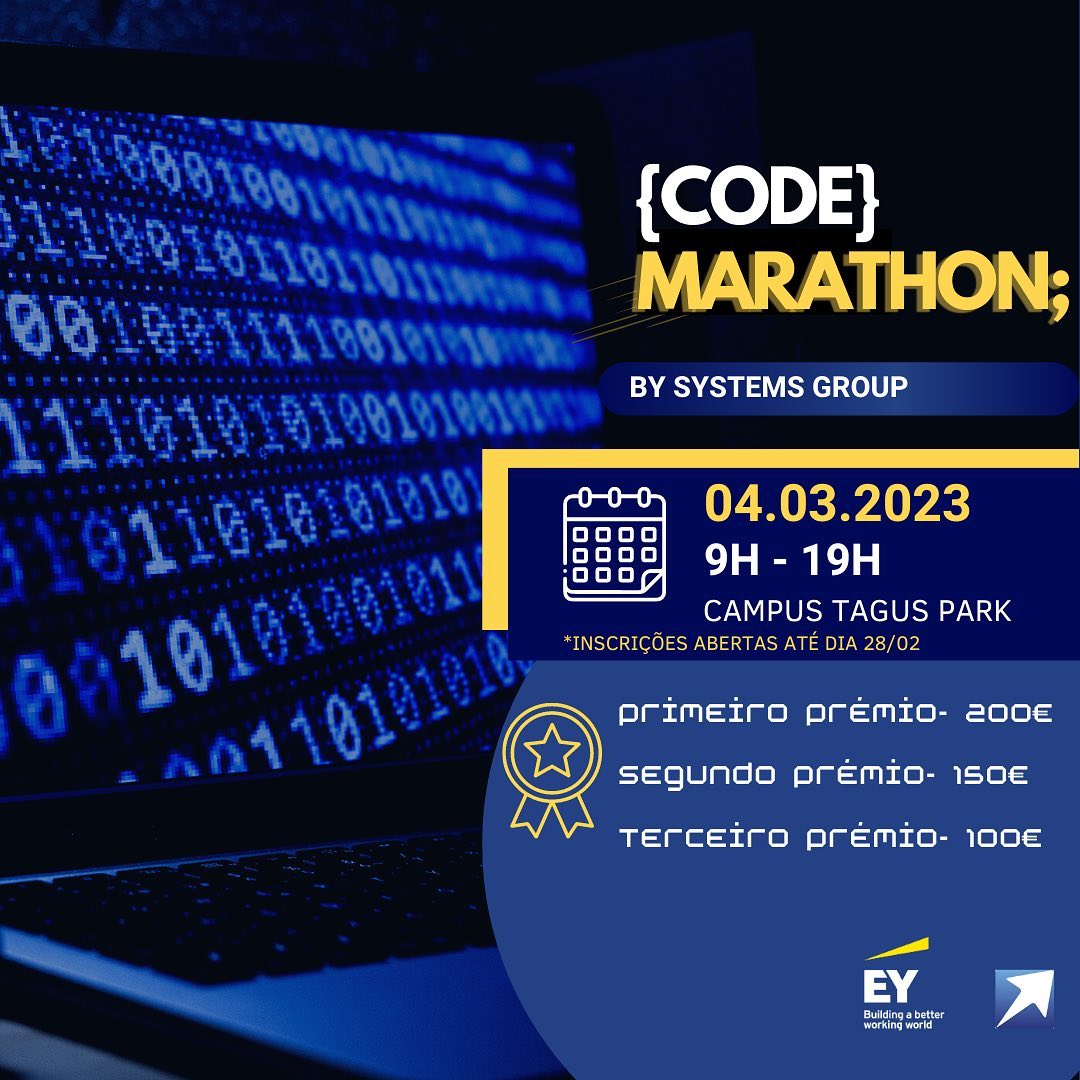 {CODE}
MARATHON;
BY SYSTEMS GROUP
04.03.2023
9H - 19H
CAMPUS TAGUS PARK
*INSCRIÇÕES ABERTAS ATÉ DIA 28/02
primeiro prémio- 200€
segundo prémio- 150€
Terceiro prémio- 100€
EY
Building a better
working world